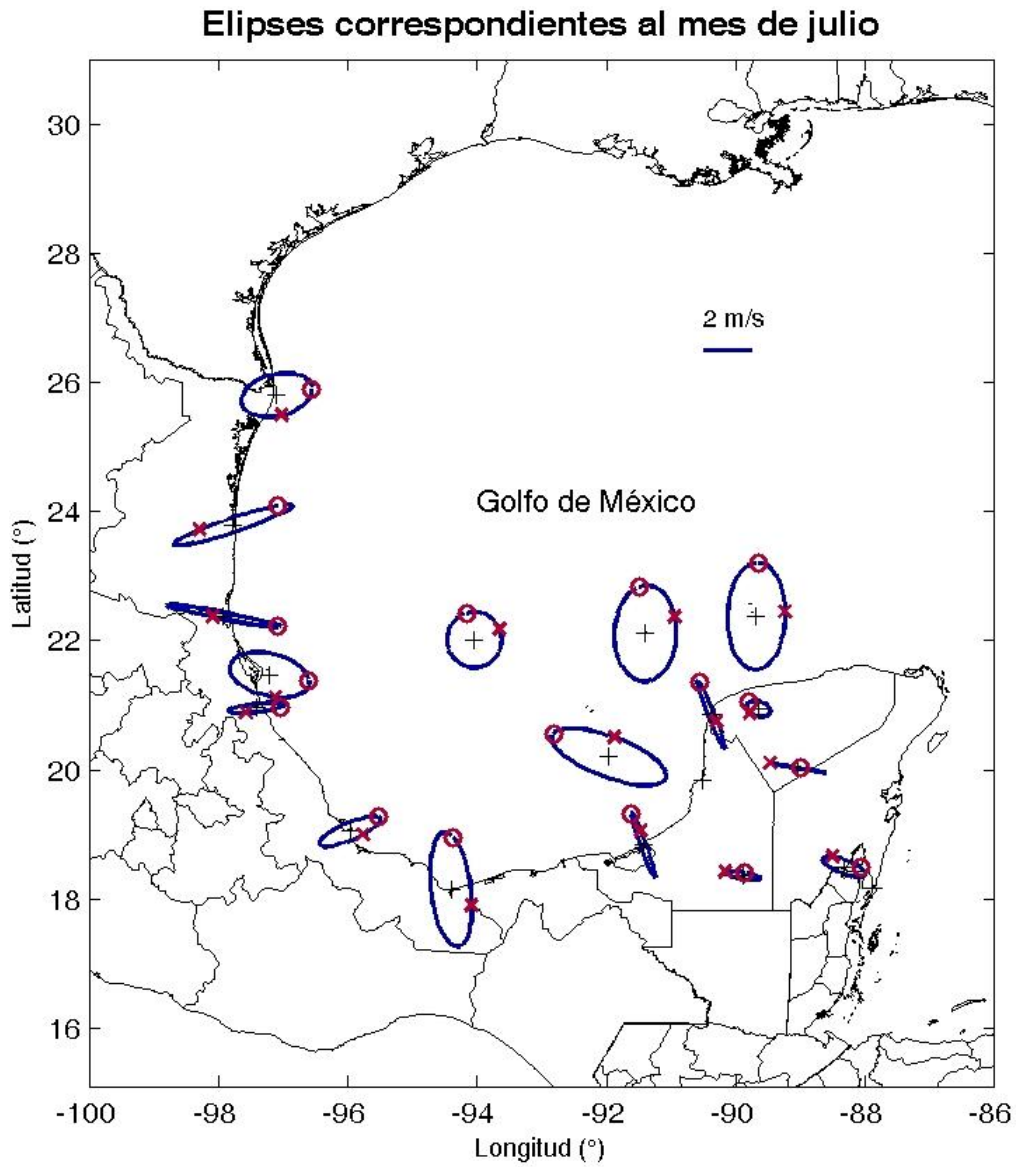 Elipses correspondientes al mes de julio
30
28
2 m/s
26
Golfo de México
24
22
20
18
16
-100 -98 -96 -94 -92 -90 -88 -86
Latitud (°)
Longitud (°)